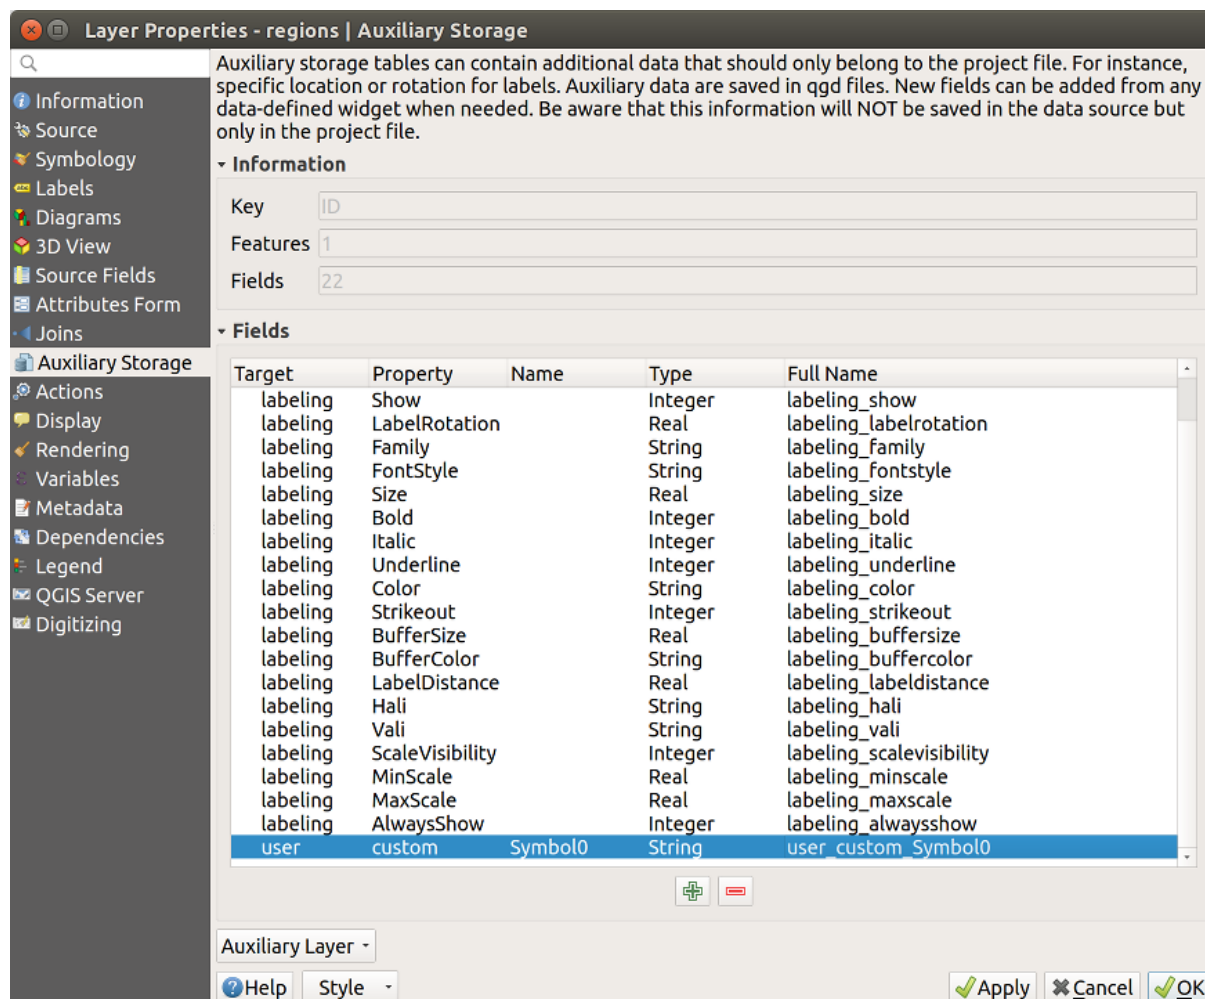 Layer Properties - regions | Auxiliary Storage
Information
Source
Symbology
Labels
Diagrams
3D View
Source Fields
Attributes Form
Joins
Auxiliary Storage
Actions
Display
Rendering
Variables
Metadata
Dependencies
Legend
QGIS Server
Digitizing
Auxiliary storage tables can contain additional data that should only belong to the project file. For instance,
specific location or rotation for labels. Auxiliary data are saved in qgd files. New fields can be added from any
data-defined widget when needed. Be aware that this information will NOT be saved in the data source but
only in the project file.
Information
Key ID
Features 1
Fields 22
Fields
Target Property Name Type Full Name
labeling Show Integer labeling_show
labeling LabelRotation Real labeling_labelrotation
labeling Family String labeling_family
labeling FontStyle String labeling_fontstyle
labeling Size Real labeling_size
labeling Bold Integer labeling_bold
labeling Italic Integer labeling_italic
labeling Underline Integer labeling_underline
labeling Color String labeling_color
labeling Strikeout Integer labeling_strikeout
labeling BufferSize Real labeling_buffersize
labeling BufferColor String labeling_buffercolor
labeling LabelDistance Real labeling_labeldistance
labeling Hali String labeling_hali
labeling Vali String labeling_vali
labeling ScaleVisibility Integer labeling_scalevisibility
labeling MinScale Real labeling_minscale
labeling MaxScale Real labeling_maxscale
labeling AlwaysShow Integer labeling_alwaysshow
user custom Symbol0 String user_custom_Symbol0
Auxiliary Layer
Help Style Apply Cancel OK